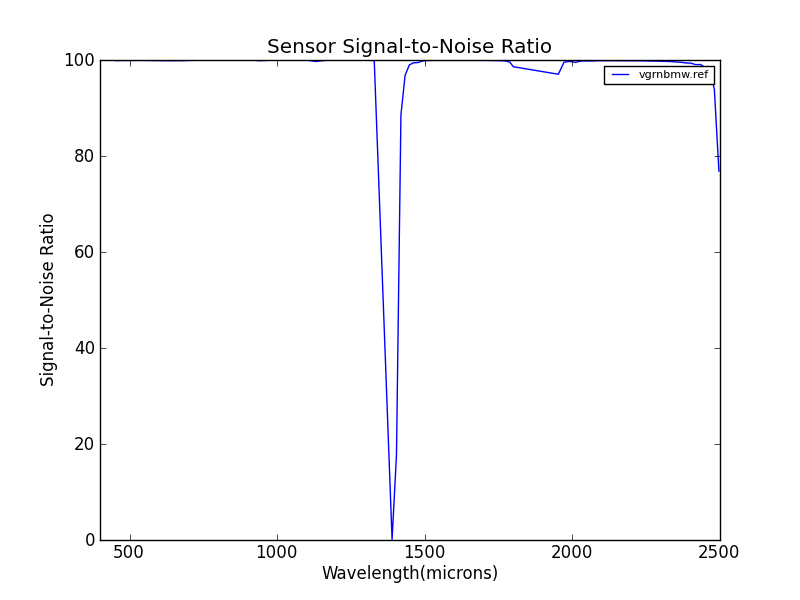 Sensor Signal-to-Noise Ratio
vgrnbmw.ref
Signal-to-Noise Ratio
100
80
60
40
20
0
500
1000
1500
2000
2500
Wavelength(microns)